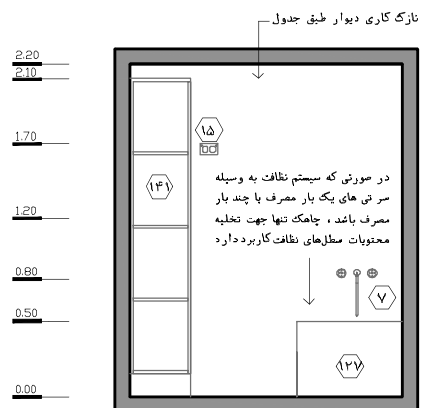 نازک کاری دیوار طبق جدول
2.20
2.10
۱۵
1.70
در صورتی که سیستم نظافت به وسیله
سر تی های یک بار مصرف یا چند بار
مصرف باشد ، چاهک تنها جهت تخلیه
محتویات سطل‌های نظافت کاربرد دارد
۱۴۱
1.20
0.80
۷
0.50
۱۲۷
0.00